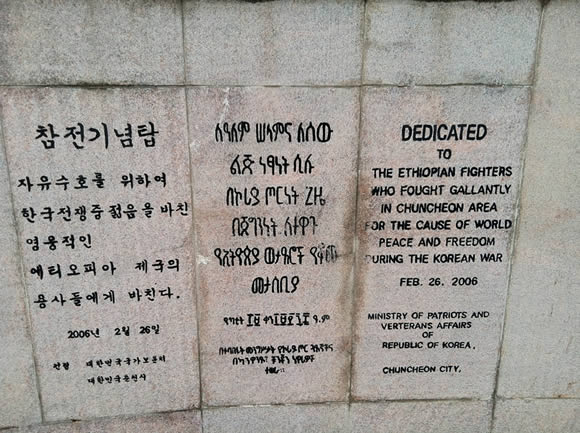 참전기념탑
자유수호를 위하여
한국전쟁중 젊음을 바친
영웅적인
에티오피아 제국의
용사들에게 바친다.
2006년 2월 26일
대한민국국가보훈처
대한민국춘천시
ለዓለም ሠላምና ለሰው
ልጅ ነፃነት ሲሉ
በኮሪያ ጦርነት ጊዜ
በጀግንነት ለተዋጉ
የኢትዮጵያ ወታደሮች የቆመ
መታሰቢያ
የካቲት ቀን ዓ.ም
የኮሪያ ጦር
DEDICATED
TO
THE ETHIOPIAN FIGHTERS
WHO FOUGHT GALLANTLY
IN CHUNCHEON AREA
FOR THE CAUSE OF WORLD
PEACE AND FREEDOM
DURING THE KOREAN WAR
FEB. 26. 2006
MINISTRY OF PATRIOTS AND
VERTERANS AFFAIRS
OF
REPUBLIC OF KOREA,
CHUNCHEON CITY,